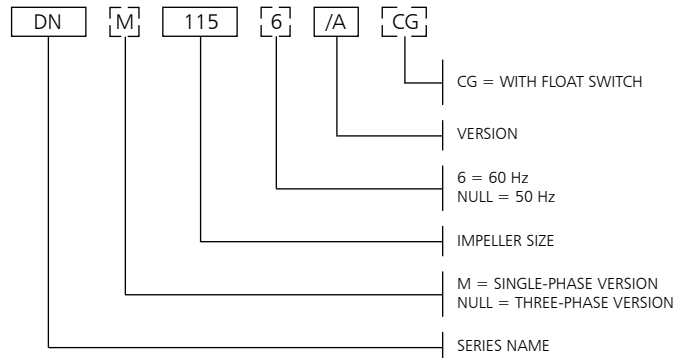 DN M 115 6 /A CG
CG = WITH FLOAT SWITCH
VERSION
6 = 60 Hz
NULL = 50 Hz
IMPELLER SIZE
M = SINGLE-PHASE VERSION
NULL = THREE-PHASE VERSION
SERIES NAME